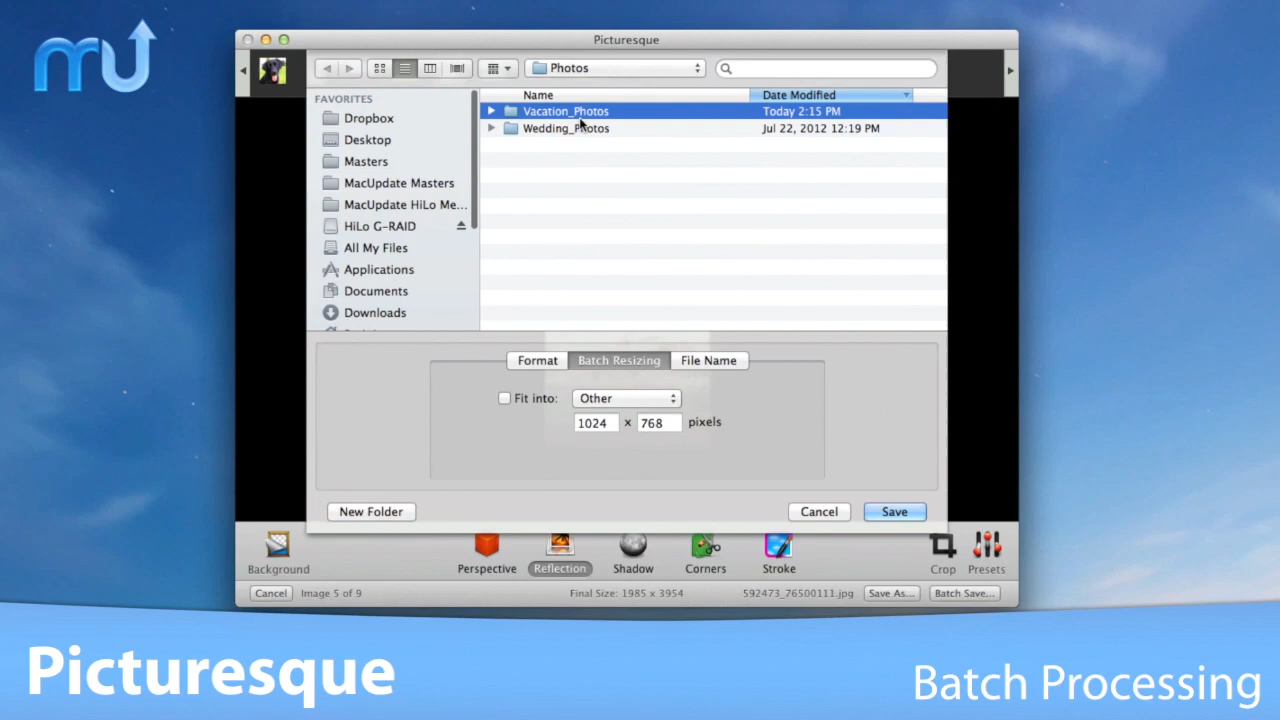 mu
Picturesque
Photos
FAVORITES
Dropbox
Desktop
Masters
MacUpdate Masters
MacUpdate HiLo Me...
HiLo G-RAID
All My Files
Applications
Documents
Downloads
Name Date Modified
Vacation_Photos Today 2:15 PM
Wedding_Photos Jul 22, 2012 12:19 PM
Format Batch Resizing File Name
Fit into: Other
1024 x 768 pixels
New Folder Cancel Save
Background Perspective Reflection Shadow Corners Stroke Crop Presets
Cancel Image 5 of 9 Final Size: 1985 x 3954 592473_76500111.jpg Save As... Batch Save...
Picturesque
Batch Processing